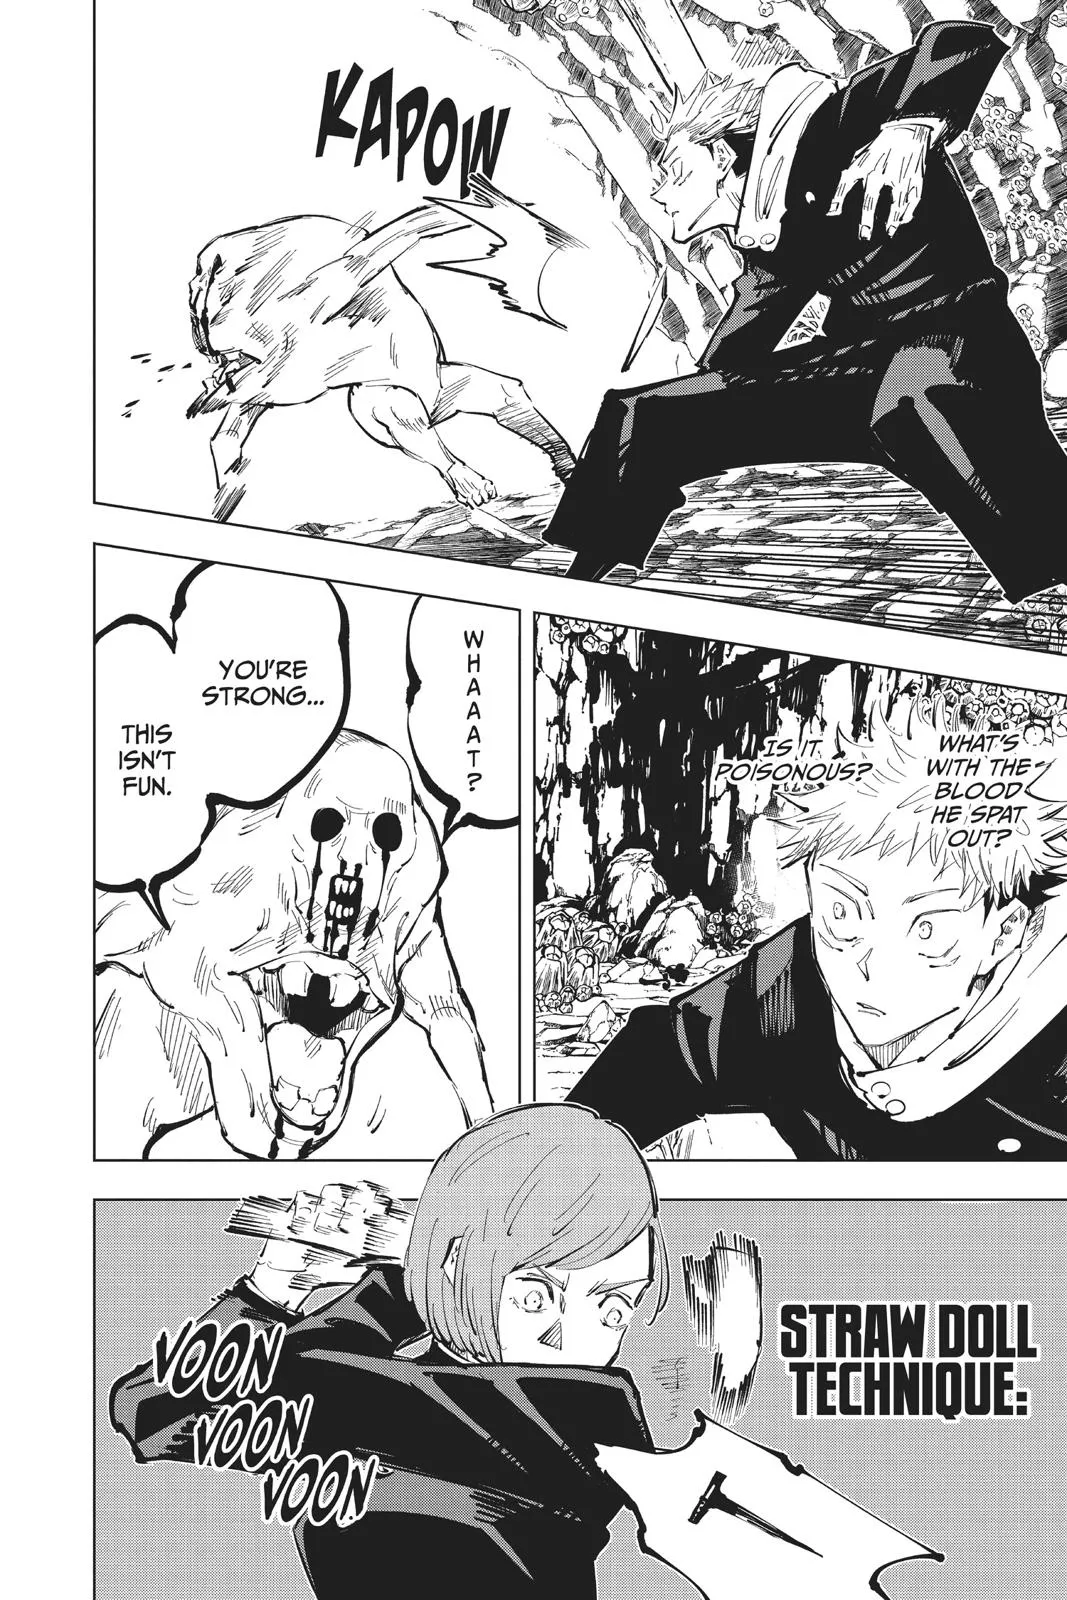 KAPOW
WHAAAT?
YOU'RE
STRONG...
THIS
ISN'T
FUN.
WHAT'S
WITH THE
BLOOD
HE SPAT
OUT?
IS IT
POISONOUS?
STRAW DOLL
TECHNIQUE:
VOON
VOON
VOON